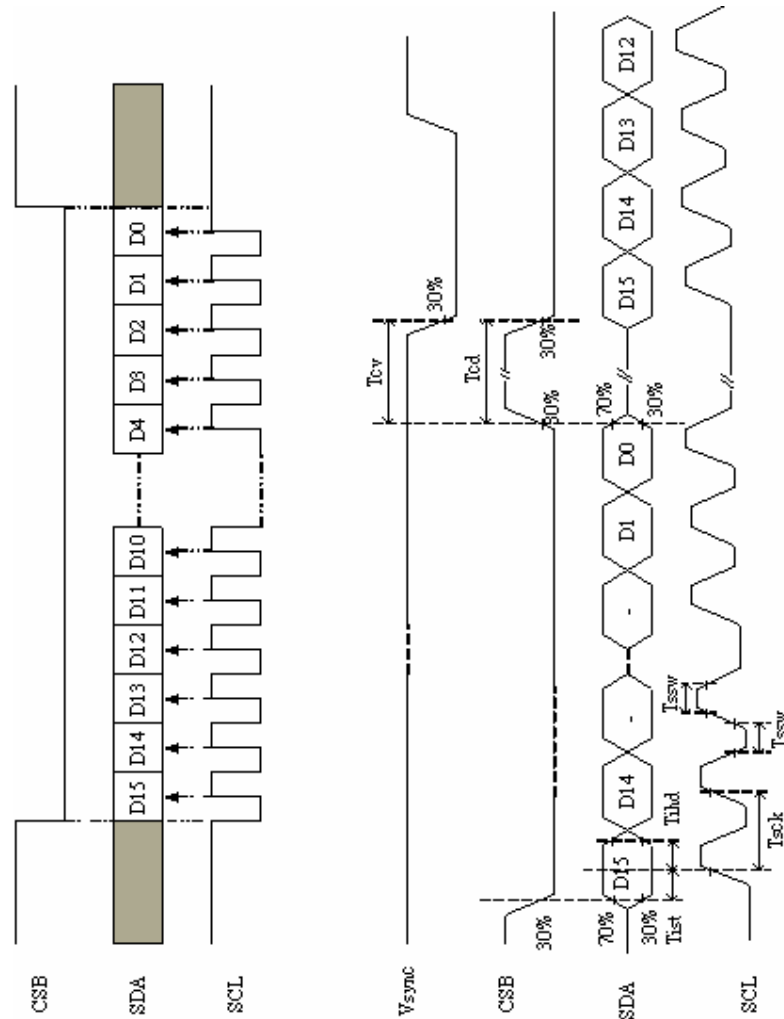 CSB
SDA D15 D14 D13 D12 D11 D10 D4 D3 D2 D1 D0
SCL
Tcv
Vsync 30%
Tcd
CSB
30% 30% 30%
70% 70%
SDA D15 D14 - - D1 D0 D15 D14 D13 D12
30% 30%
Tist Tihd Tssw
SCL
Tsck Tssw